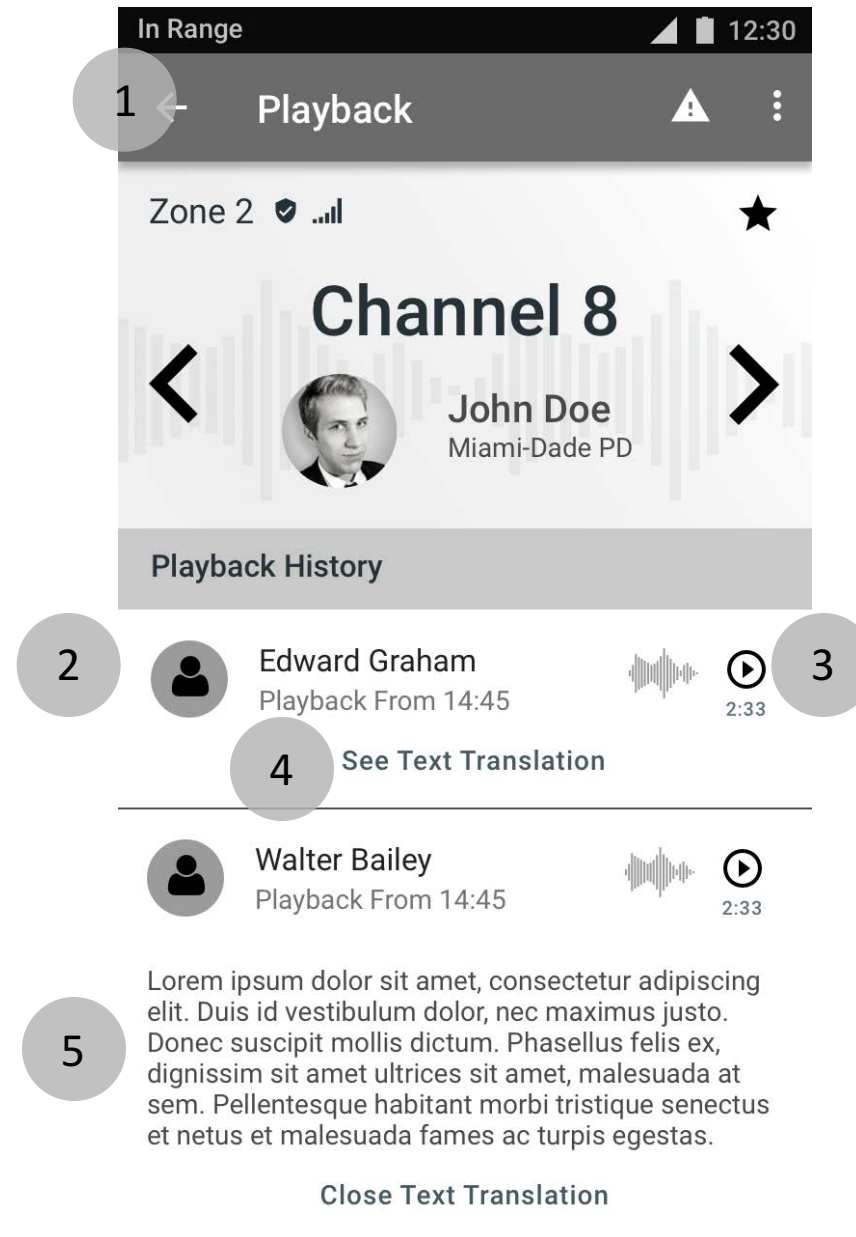 In Range 12:30
1 Playback
Zone 2
Channel 8
John Doe
Miami-Dade PD
Playback History
2 Edward Graham 3
Playback From 14:45 2:33
4 See Text Translation
Walter Bailey
Playback From 14:45 2:33
Lorem ipsum dolor sit amet, consectetur adipiscing
elit. Duis id vestibulum dolor, nec maximus justo.
Donec suscipit mollis dictum. Phasellus felis ex,
dignissim sit amet ultrices sit amet, malesuada at
sem. Pellentesque habitant morbi tristique senectus
et netus et malesuada fames ac turpis egestas.
5
Close Text Translation